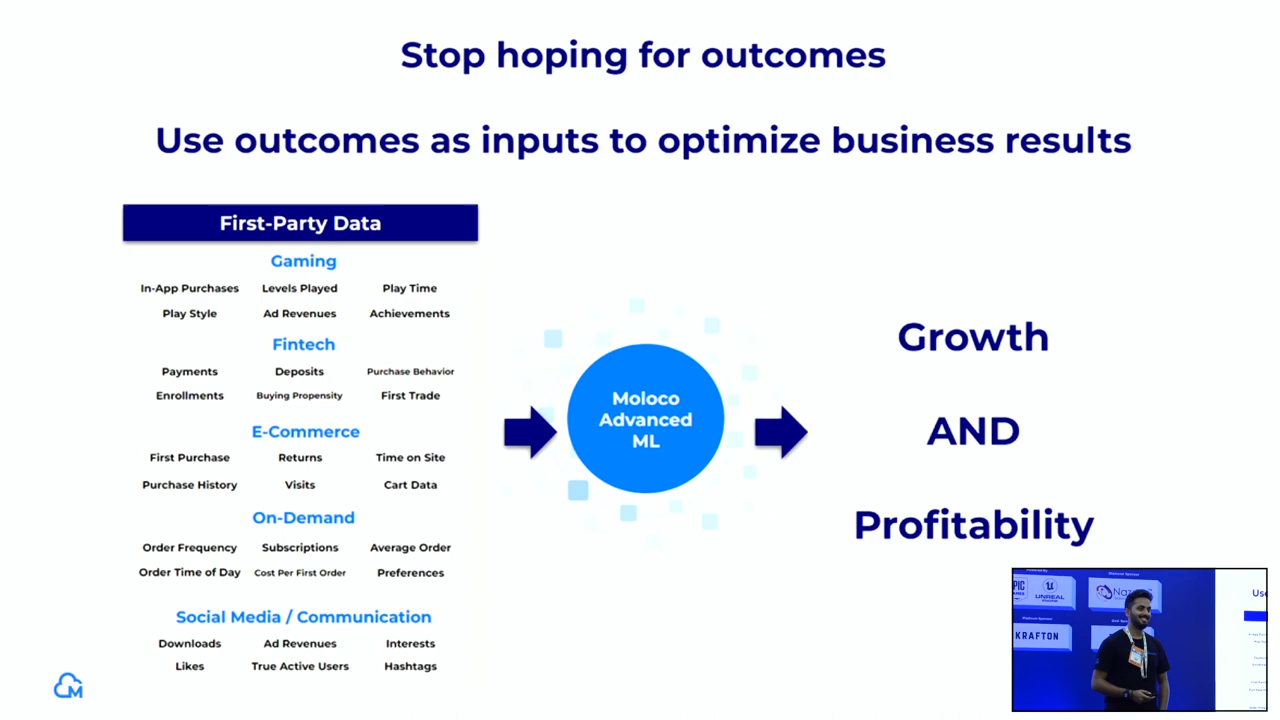 Stop hoping for outcomes
Use outcomes as inputs to optimize business results
First-Party Data
Gaming
In-App Purchases Levels Played Play Time
Play Style Ad Revenues Achievements
Fintech
Payments Deposits Purchase Behavior
Enrollments Buying Propensity First Trade
E-Commerce
First Purchase Returns Time on Site
Purchase History Visits Cart Data
On-Demand
Order Frequency Subscriptions Average Order
Order Time of Day Cost Per First Order Preferences
Social Media / Communication
Downloads Ad Revenues Interests
Likes True Active Users Hashtags
Moloco
Advanced
ML
Growth
AND
Profitability
M
UNREAL
KRAFTON